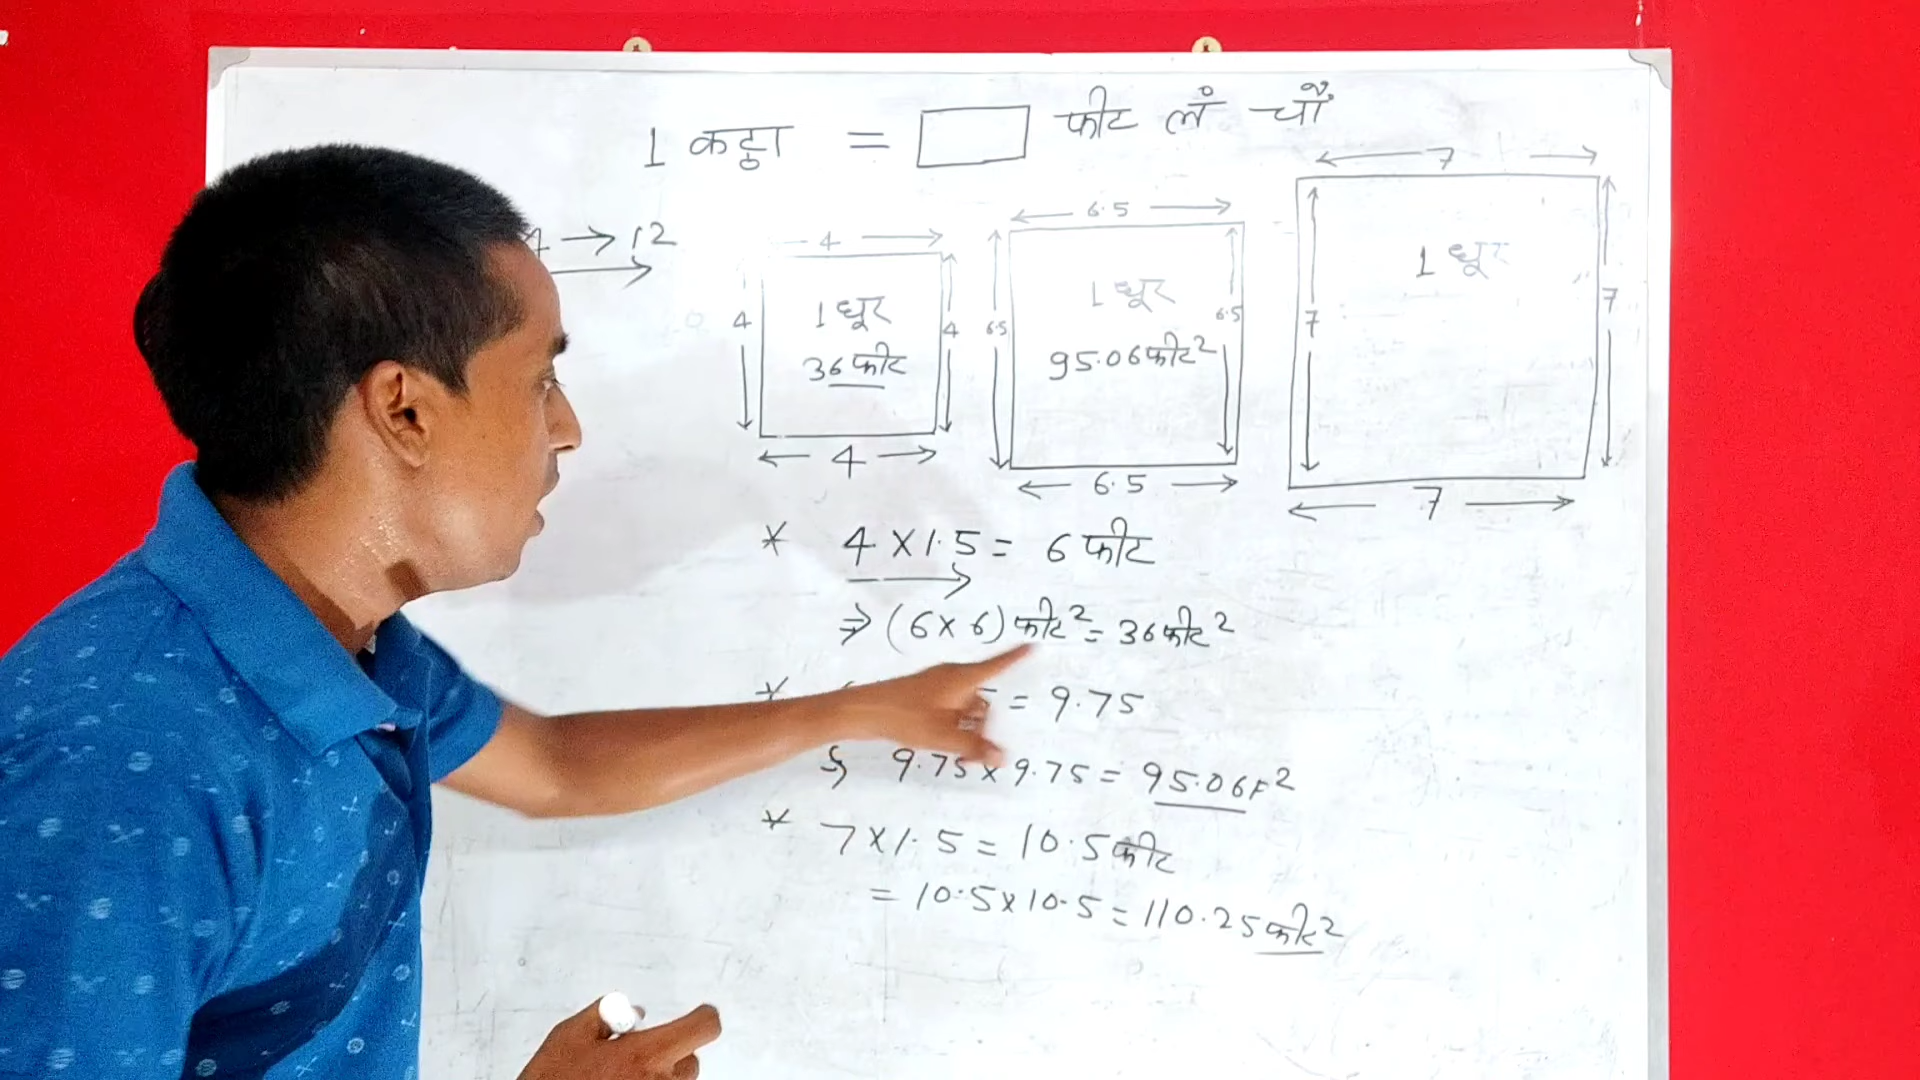 1 कट्ठा = फीट लं० चौ०
4 → 12
4
4
1 धूर
36 फीट
4
4
6.5
6.5
1 धूर
95.06 फीट²
6.5
6.5
7
7
1 धूर
7
7
* 4 X 1.5 = 6 फीट
⇒ (6 x 6) फीट² = 36 फीट²
* = 9.75
↳ 9.75 x 9.75 = 95.06 F²
* 7 x 1.5 = 10.5 फीट
= 10.5 x 10.5 = 110.25 फीट²